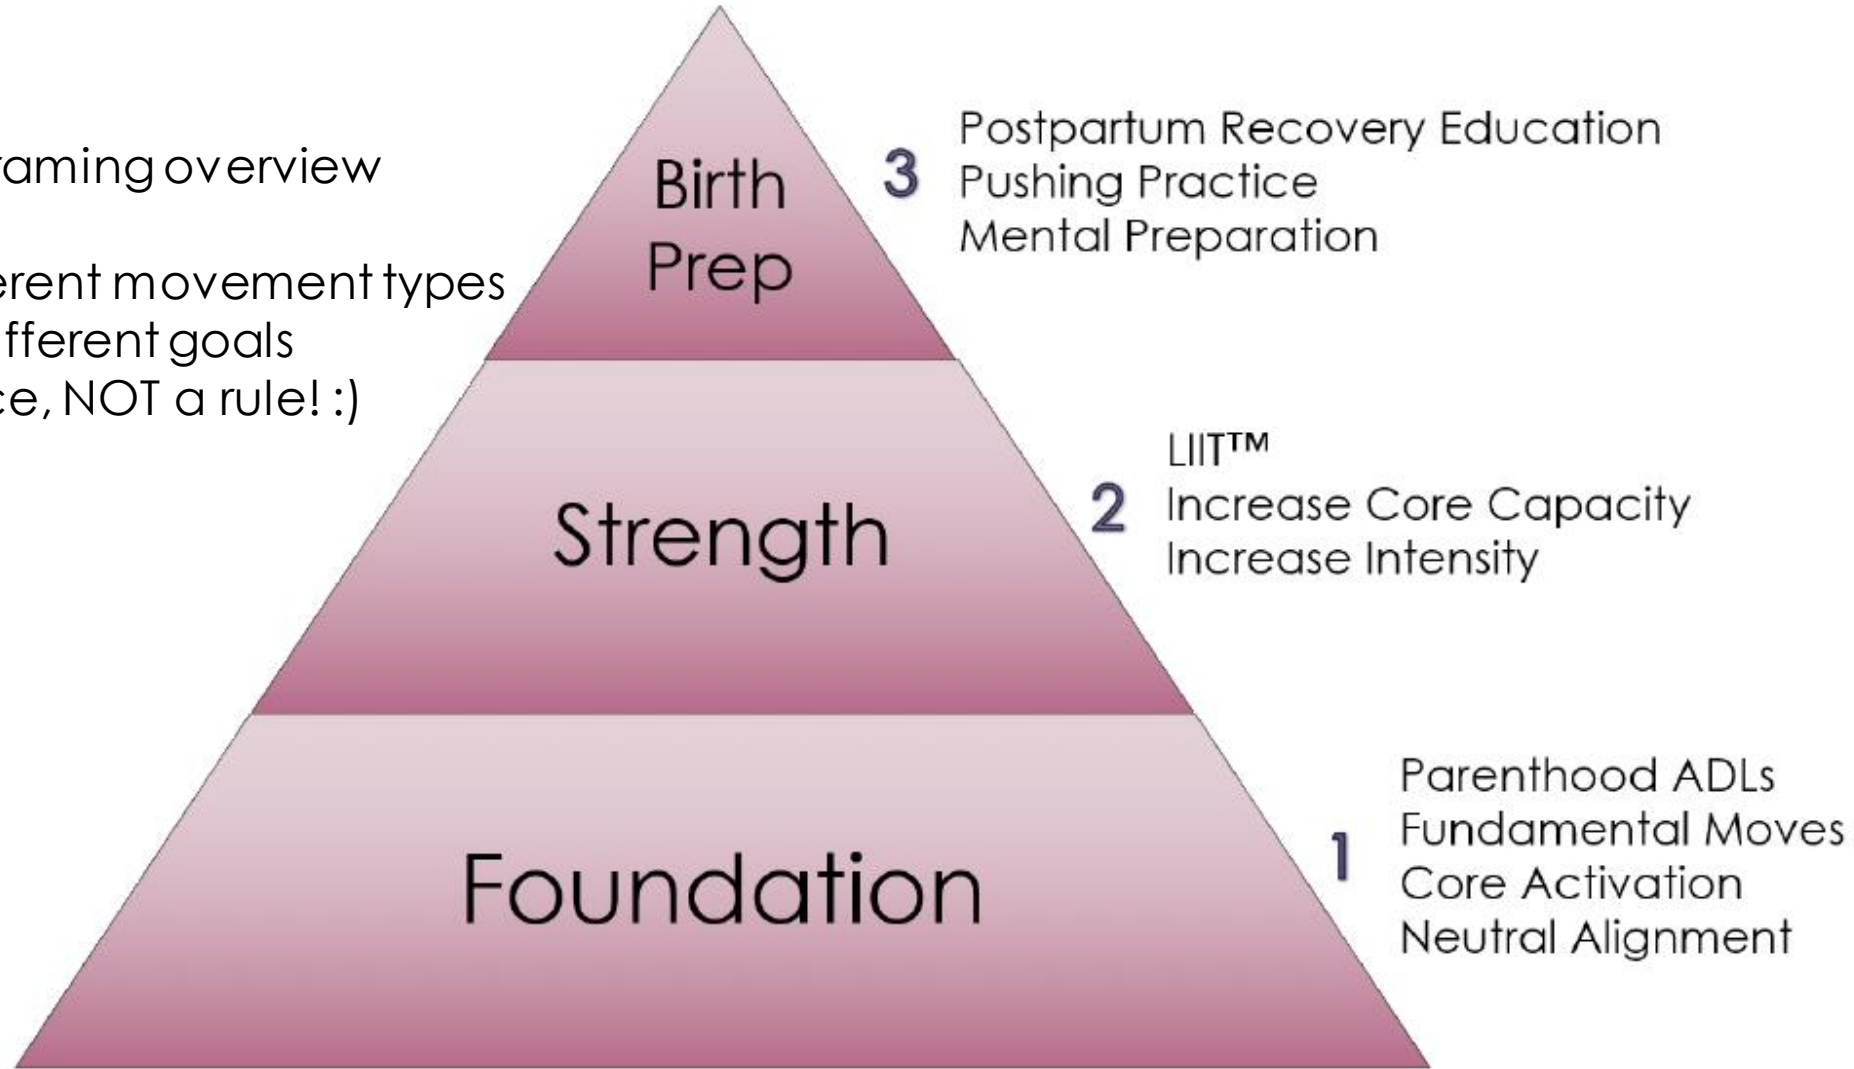 raming overview
erent movement types
fferent goals
ce, NOT a rule! :)
Birth
Prep
3
Postpartum Recovery Education
Pushing Practice
Mental Preparation
Strength
2
LIIT™
Increase Core Capacity
Increase Intensity
Foundation
1
Parenthood ADLs
Fundamental Moves
Core Activation
Neutral Alignment